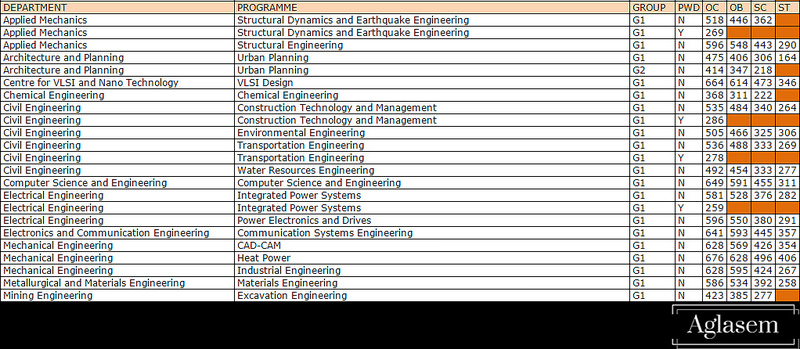 DEPARTMENT PROGRAMME GROUP PWD OC OB SC ST
Applied Mechanics Structural Dynamics and Earthquake Engineering G1 N 518 446 362
Applied Mechanics Structural Dynamics and Earthquake Engineering G1 Y 269
Applied Mechanics Structural Engineering G1 N 596 548 443 290
Architecture and Planning Urban Planning G1 N 475 406 306 164
Architecture and Planning Urban Planning G2 N 414 347 218
Centre for VLSI and Nano Technology VLSI Design G1 N 664 614 473 346
Chemical Engineering Chemical Engineering G1 N 368 311 222
Civil Engineering Construction Technology and Management G1 N 535 484 340 264
Civil Engineering Construction Technology and Management G1 Y 286
Civil Engineering Environmental Engineering G1 N 505 466 325 306
Civil Engineering Transportation Engineering G1 N 536 488 333 269
Civil Engineering Transportation Engineering G1 Y 278
Civil Engineering Water Resources Engineering G1 N 492 454 333 277
Computer Science and Engineering Computer Science and Engineering G1 N 649 591 455 311
Electrical Engineering Integrated Power Systems G1 N 581 528 376 282
Electrical Engineering Integrated Power Systems G1 Y 259
Electrical Engineering Power Electronics and Drives G1 N 596 550 380 291
Electronics and Communication Engineering Communication Systems Engineering G1 N 641 593 445 357
Mechanical Engineering CAD-CAM G1 N 628 569 426 354
Mechanical Engineering Heat Power G1 N 676 628 496 406
Mechanical Engineering Industrial Engineering G1 N 628 595 424 267
Metallurgical and Materials Engineering Materials Engineering G1 N 586 534 392 258
Mining Engineering Excavation Engineering G1 N 423 385 277
Aglasem